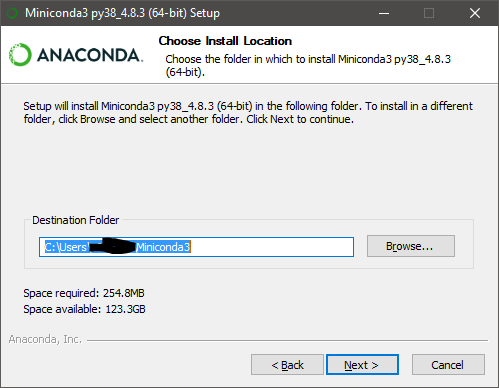 Miniconda3 py38_4.8.3 (64-bit) Setup
ANACONDA.
Choose Install Location
Choose the folder in which to install Miniconda3 py38_4.8.3
(64-bit).
Setup will install Miniconda3 py38_4.8.3 (64-bit) in the following folder. To install in a different
folder, click Browse and select another folder. Click Next to continue.
Destination Folder
C:\Users\ Miniconda3
Browse...
Space required: 254.8MB
Space available: 123.3GB
Anaconda, Inc.
< Back
Next >
Cancel